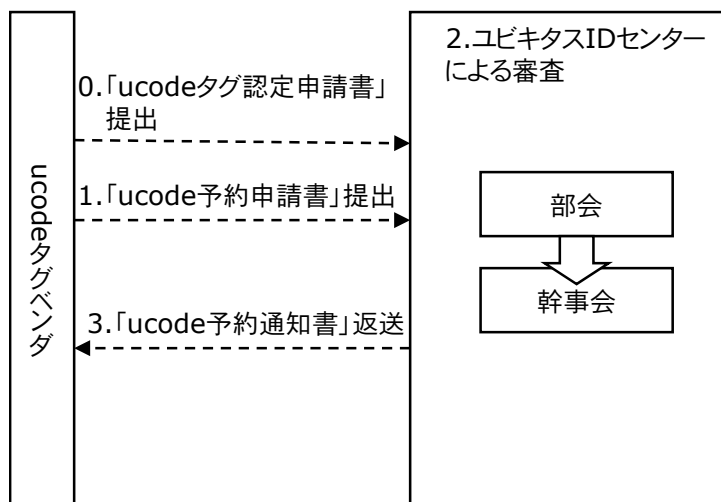 ucodeタグベンダ
0.「ucodeタグ認定申請書」
提出
1.「ucode予約申請書」提出
3.「ucode予約通知書」返送
2.ユビキタスIDセンター
による審査
部会
幹事会